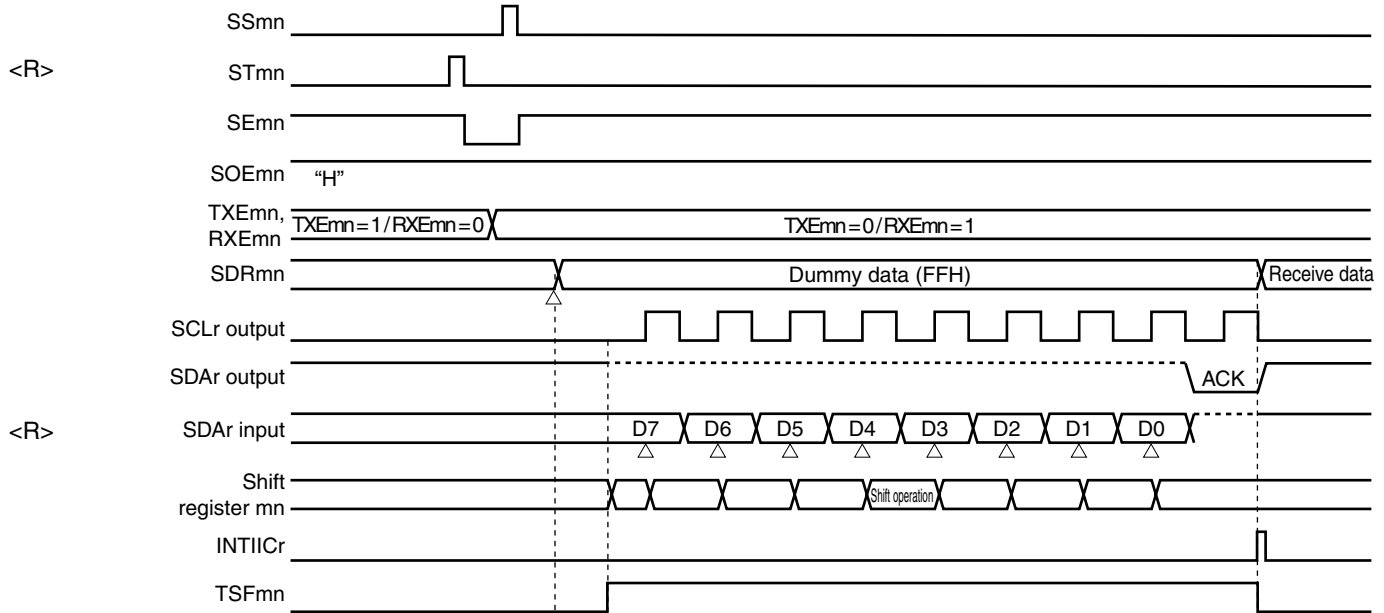 SSmn
<R> STmn
SEmn
SOEmn “H”
TXEmn, RXEmn TXEmn=1/RXEmn=0 TXEmn=0/RXEmn=1
SDRmn Dummy data (FFH) Receive data
SCLr output
SDAr output ACK
<R> SDAr input D7 D6 D5 D4 D3 D2 D1 D0
Shift register mn Shift operation
INTIICr
TSFmn